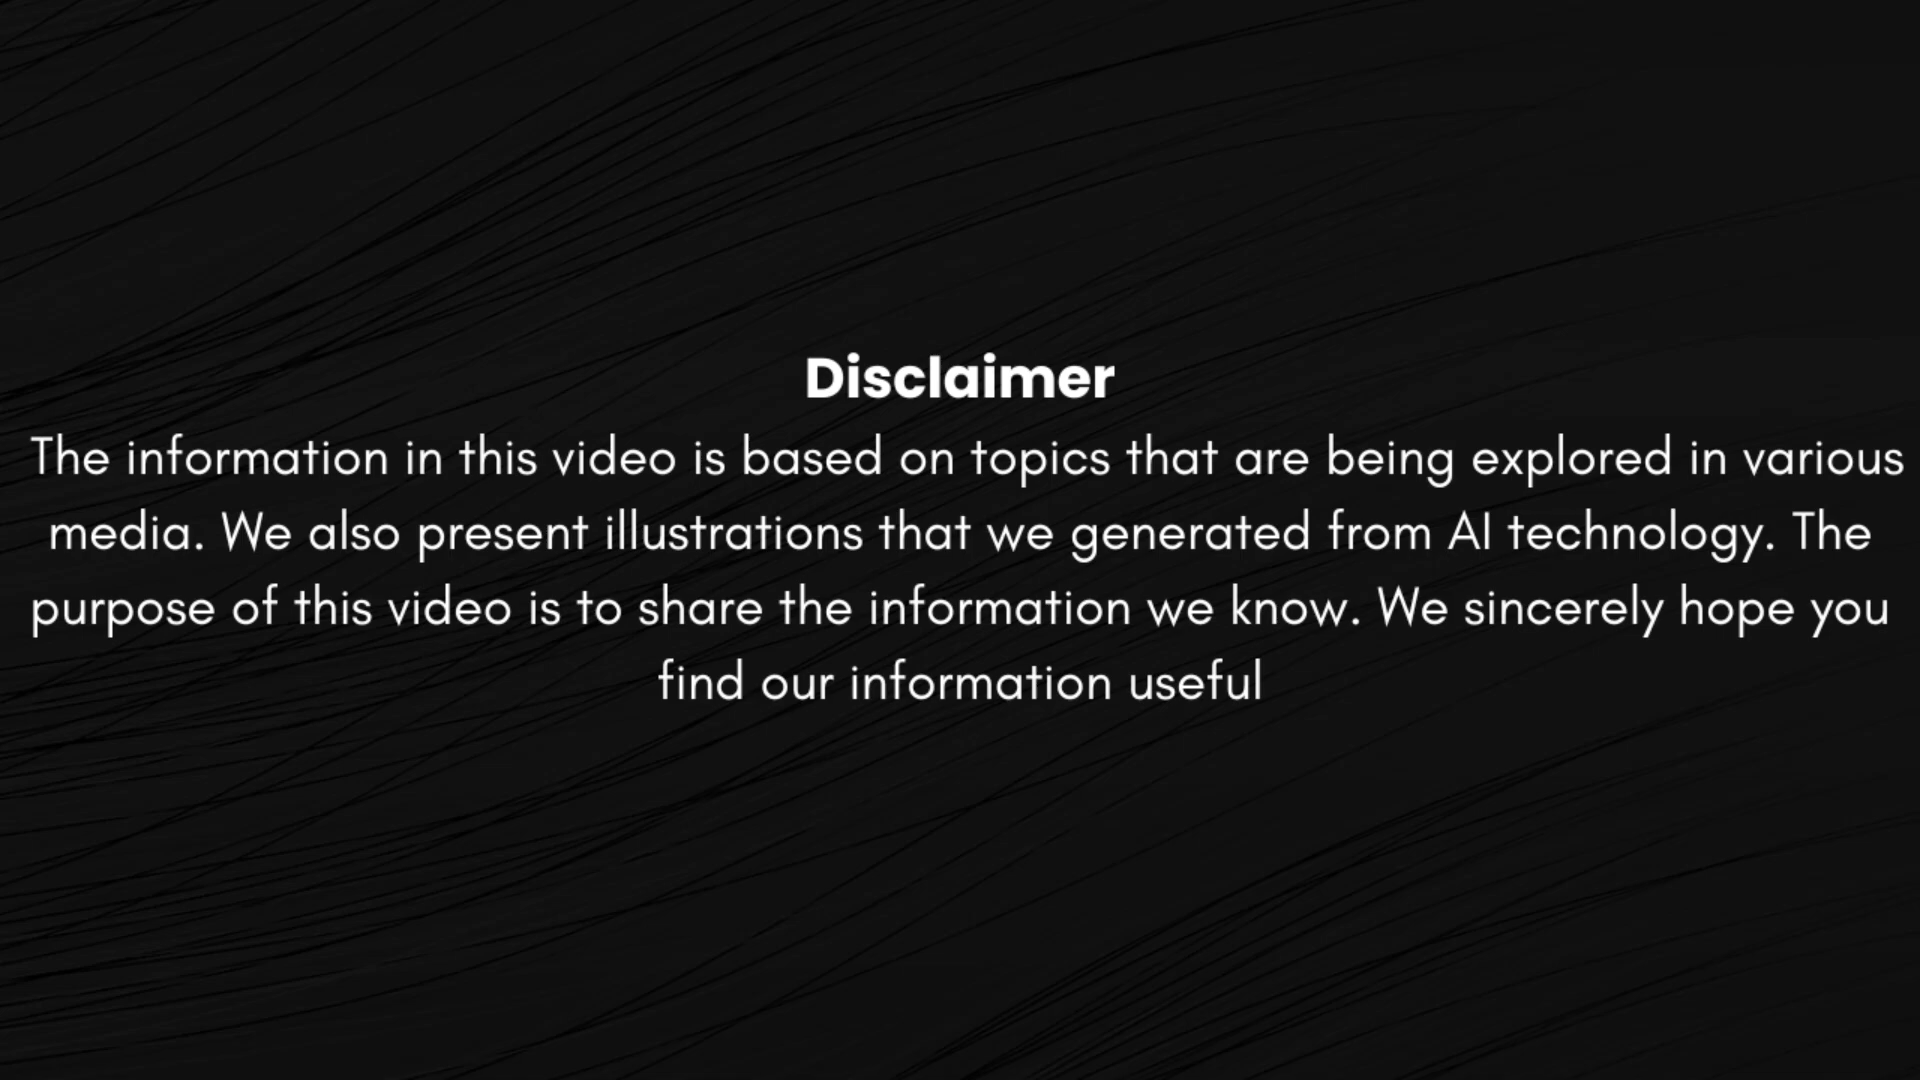 Disclaimer
The information in this video is based on topics that are being explored in various
media. We also present illustrations that we generated from AI technology. The
purpose of this video is to share the information we know. We sincerely hope you
find our information useful